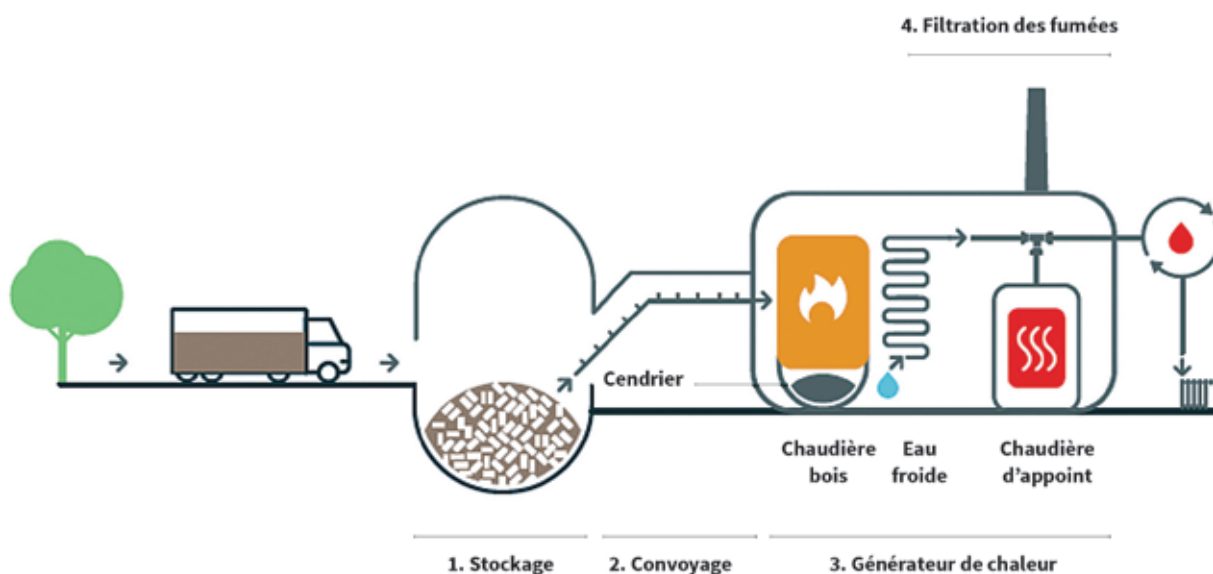 4. Filtration des fumées
Cendrier
Chaudière
bois
Eau
froide
Chaudière
d'appoint
1. Stockage
2. Convoyage
3. Générateur de chaleur